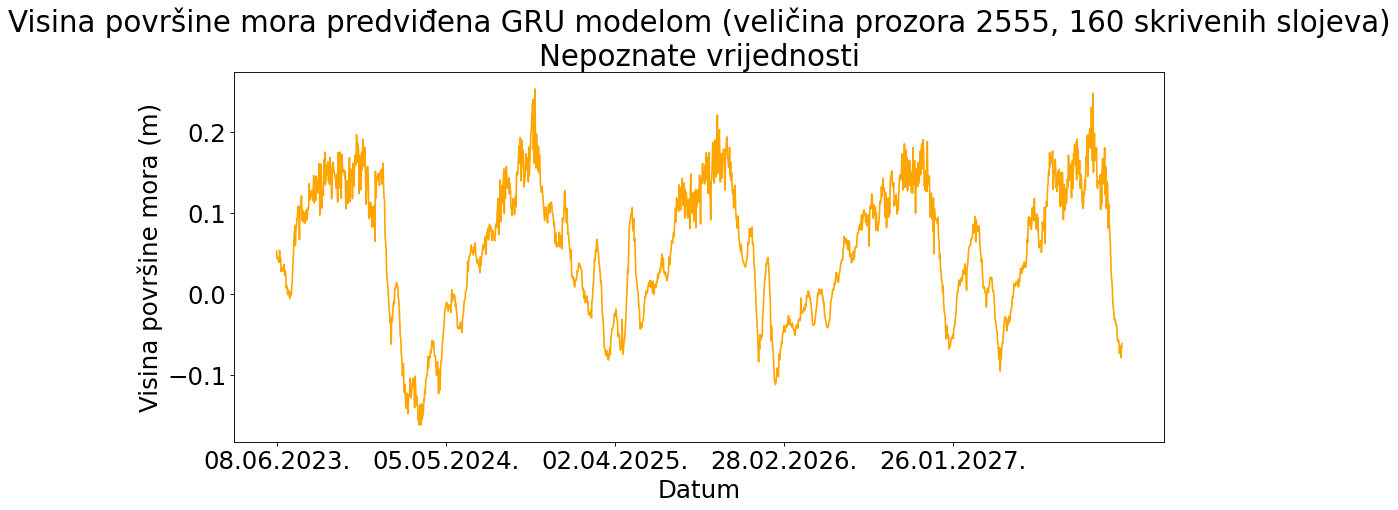 Visina površine mora predviđena GRU modelom (veličina prozora 2555, 160 skrivenih slojeva)
Nepoznate vrijednosti
Visina površine mora (m)
0.2
0.1
0.0
−0.1
08.06.2023. 05.05.2024. 02.04.2025. 28.02.2026. 26.01.2027.
Datum